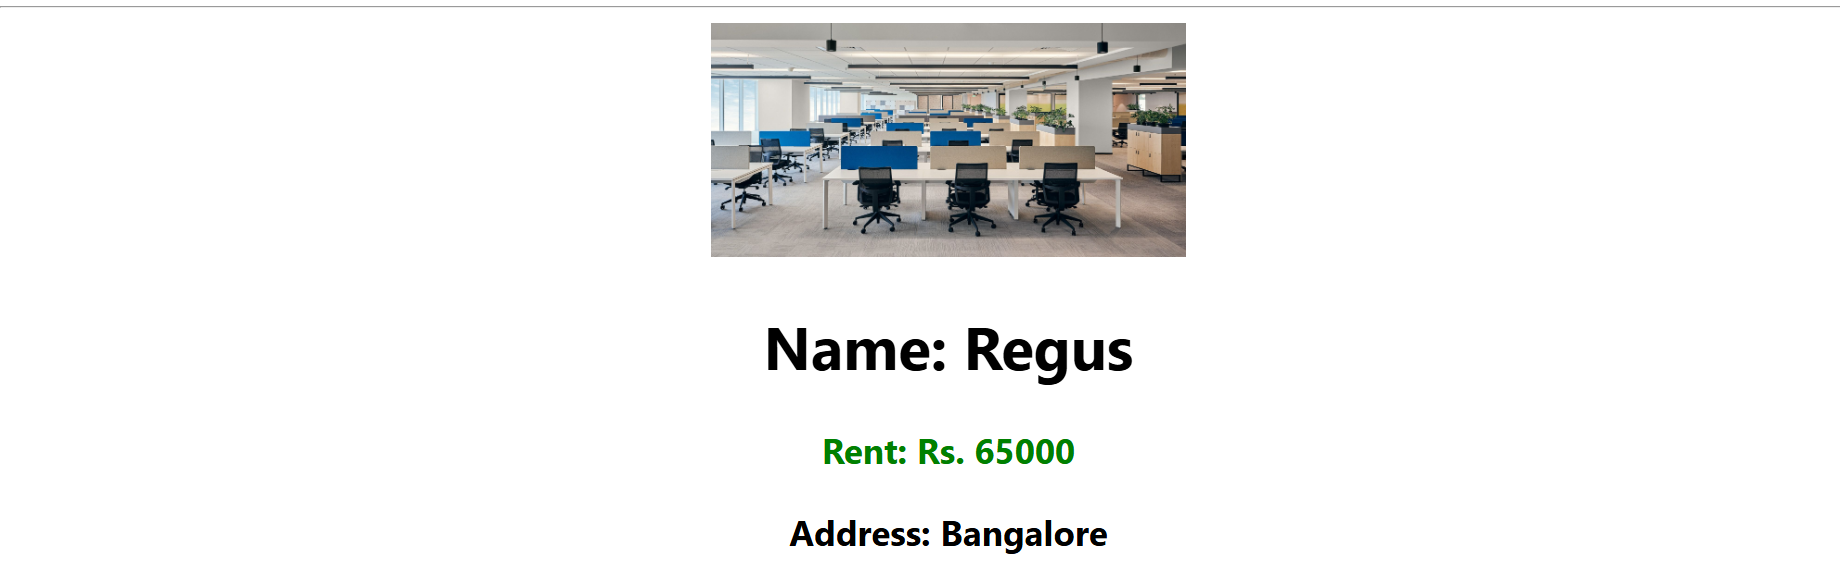 Name: Regus
Rent: Rs. 65000
Address: Bangalore